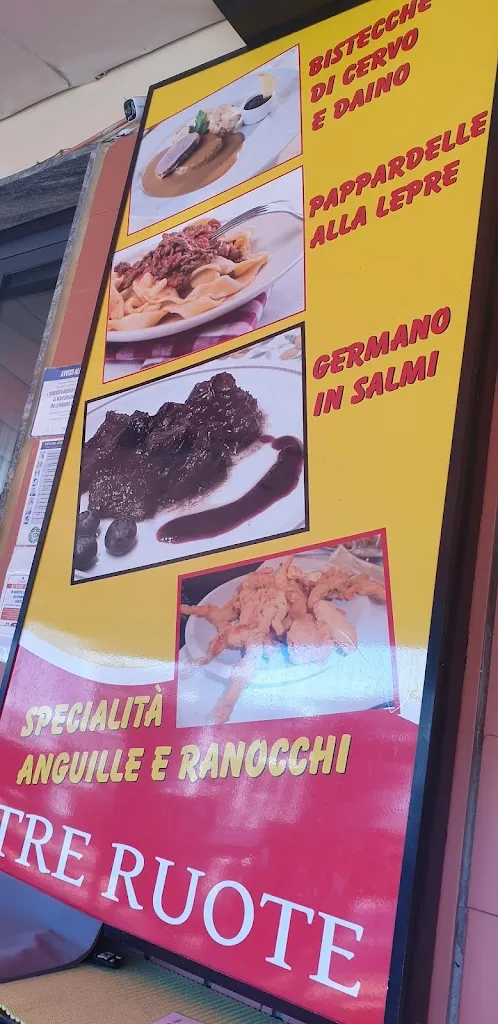 BISTECCHE
DI CERVO
E DAINO
PAPPARDELLE
ALLA LEPRE
GERMANO
IN SALMI
SPECIALITÀ
ANGUILLE E RANOCCHI
TRE RUOTE